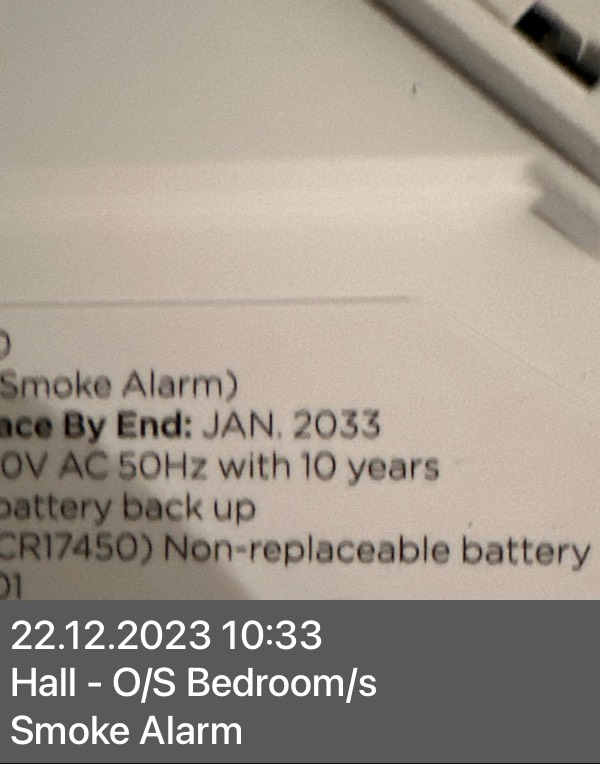 Smoke Alarm)
ace By End: JAN. 2033
0V AC 50Hz with 10 years
battery back up
CR17450) Non-replaceable battery
01
22.12.2023 10:33
Hall - O/S Bedroom/s
Smoke Alarm